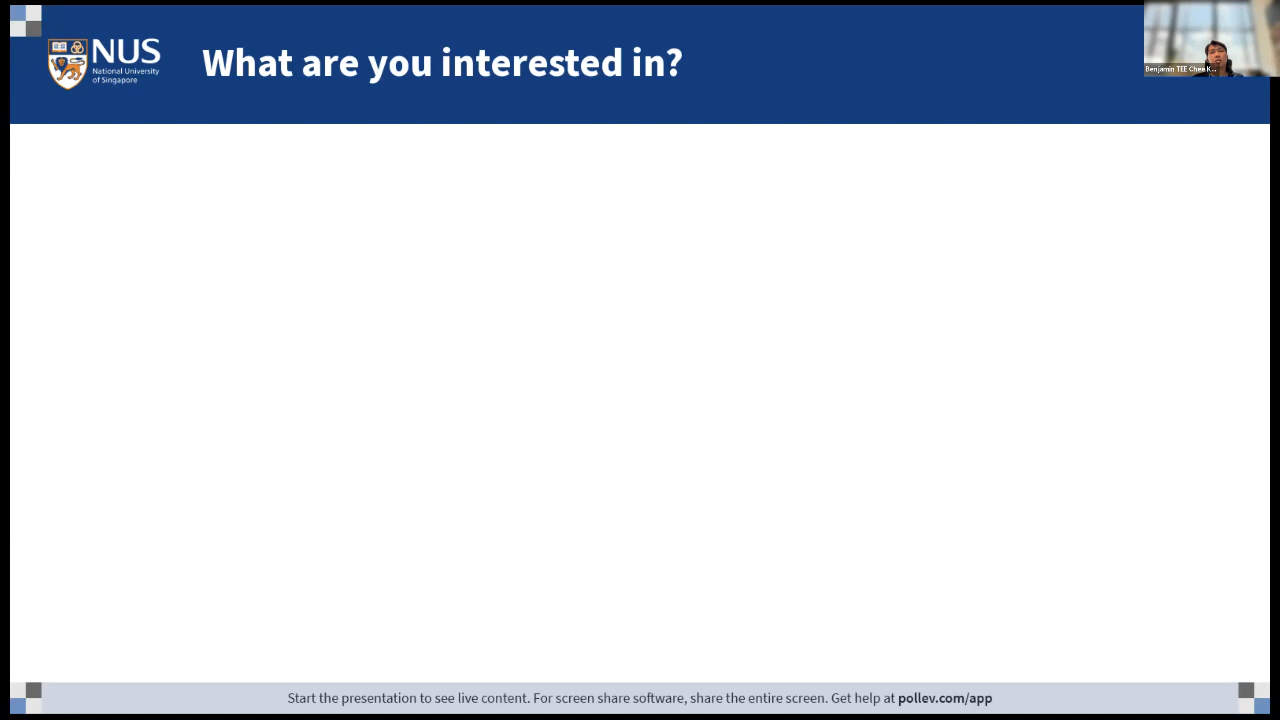 NUS
National University
of Singapore
What are you interested in?
Benjamin TEE Chee K...
Start the presentation to see live content. For screen share software, share the entire screen. Get help at pollev.com/app